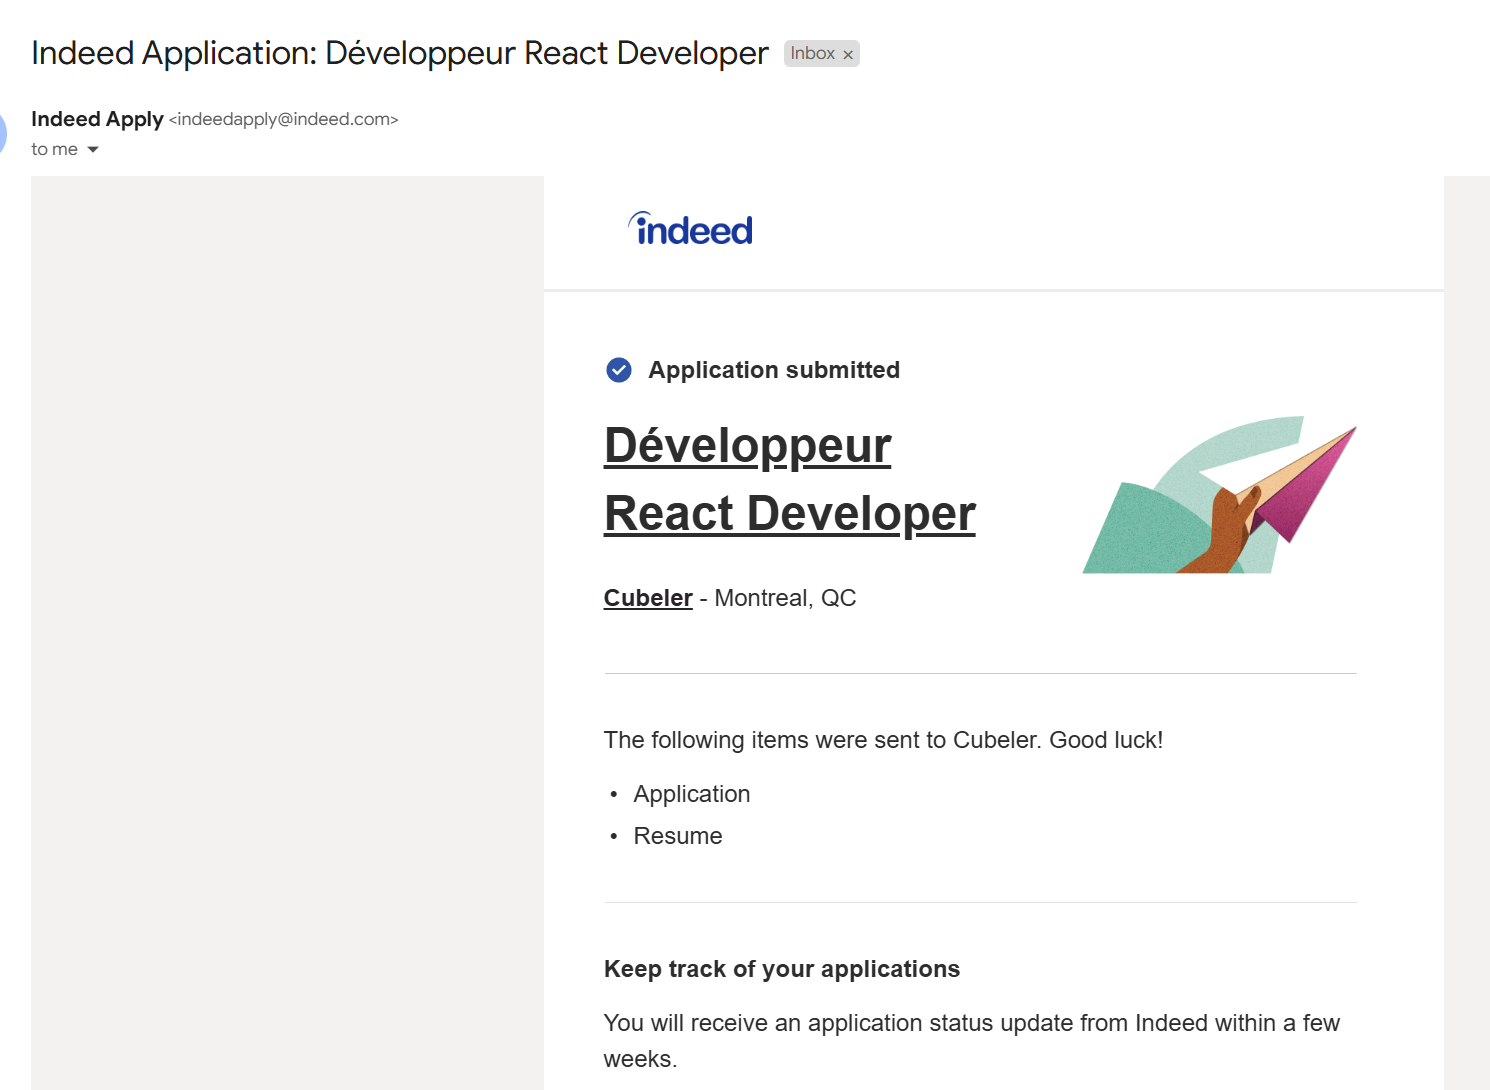 Indeed Application: Développeur React Developer Inbox ×
Indeed Apply <indeedapply@indeed.com>
to me
indeed
Application submitted
Développeur
React Developer
Cubeler - Montreal, QC
The following items were sent to Cubeler. Good luck!
• Application
• Resume
Keep track of your applications
You will receive an application status update from Indeed within a few
weeks.